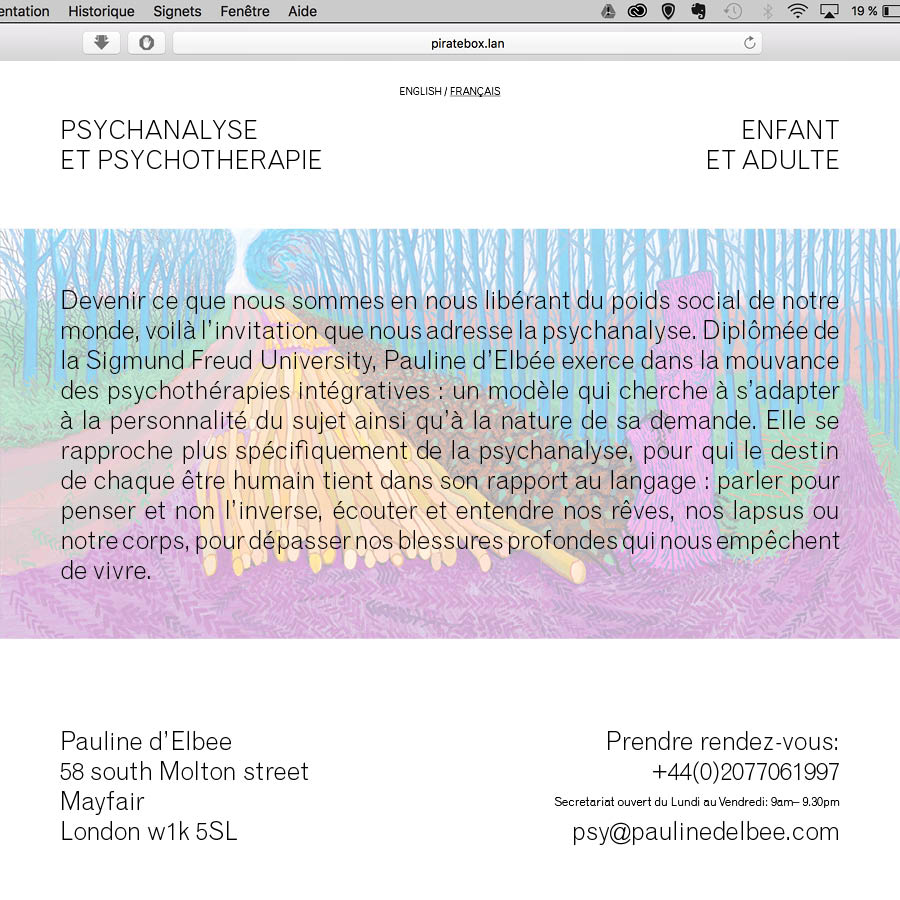 entation Historique Signets Fenêtre Aide 19 %
piratebox.lan
ENGLISH / FRANÇAIS
PSYCHANALYSE
ET PSYCHOTHERAPIE
ENFANT
ET ADULTE
Devenir ce que nous sommes en nous libérant du poids social de notre
monde, voilà l'invitation que nous adresse la psychanalyse. Diplômée de
la Sigmund Freud University, Pauline d'Elbée exerce dans la mouvance
des psychothérapies intégratives : un modèle qui cherche à s'adapter
à la personnalité du sujet ainsi qu'à la nature de sa demande. Elle se
rapproche plus spécifiquement de la psychanalyse, pour qui le destin
de chaque être humain tient dans son rapport au langage : parler pour
penser et non l'inverse, écouter et entendre nos rêves, nos lapsus ou
notre corps, pour dépasser nos blessures profondes qui nous empêchent
de vivre.
Pauline d'Elbee
58 south Molton street
Mayfair
London w1k 5SL
Prendre rendez-vous:
+44(0)2077061997
Secretariat ouvert du Lundi au Vendredi: 9am– 9.30pm
psy@paulinedelbee.com